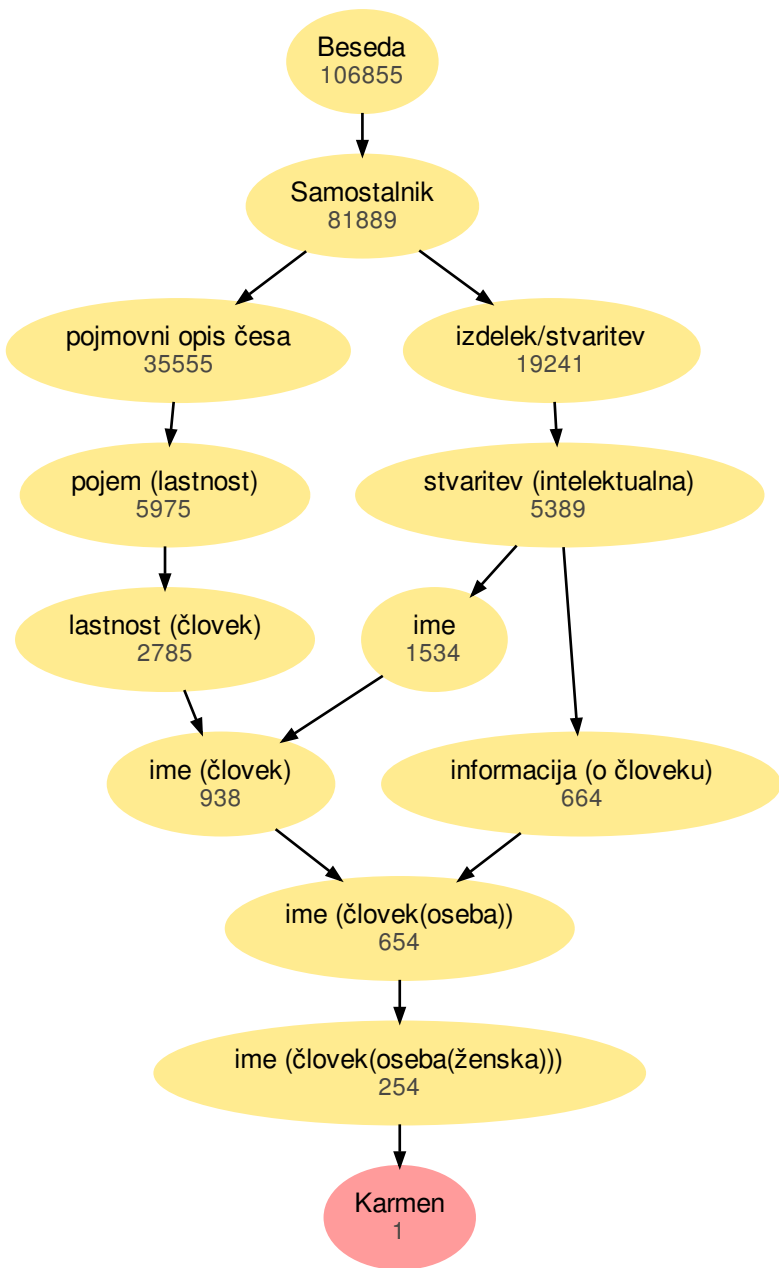 Beseda
106855
Samostalnik
81889
pojmovni opis česa
35555
izdelek/stvaritev
19241
pojem (lastnost)
5975
stvaritev (intelektualna)
5389
lastnost (človek)
2785
ime
1534
ime (človek)
938
informacija (o človeku)
664
ime (človek(oseba))
654
ime (človek(oseba(ženska)))
254
Karmen
1